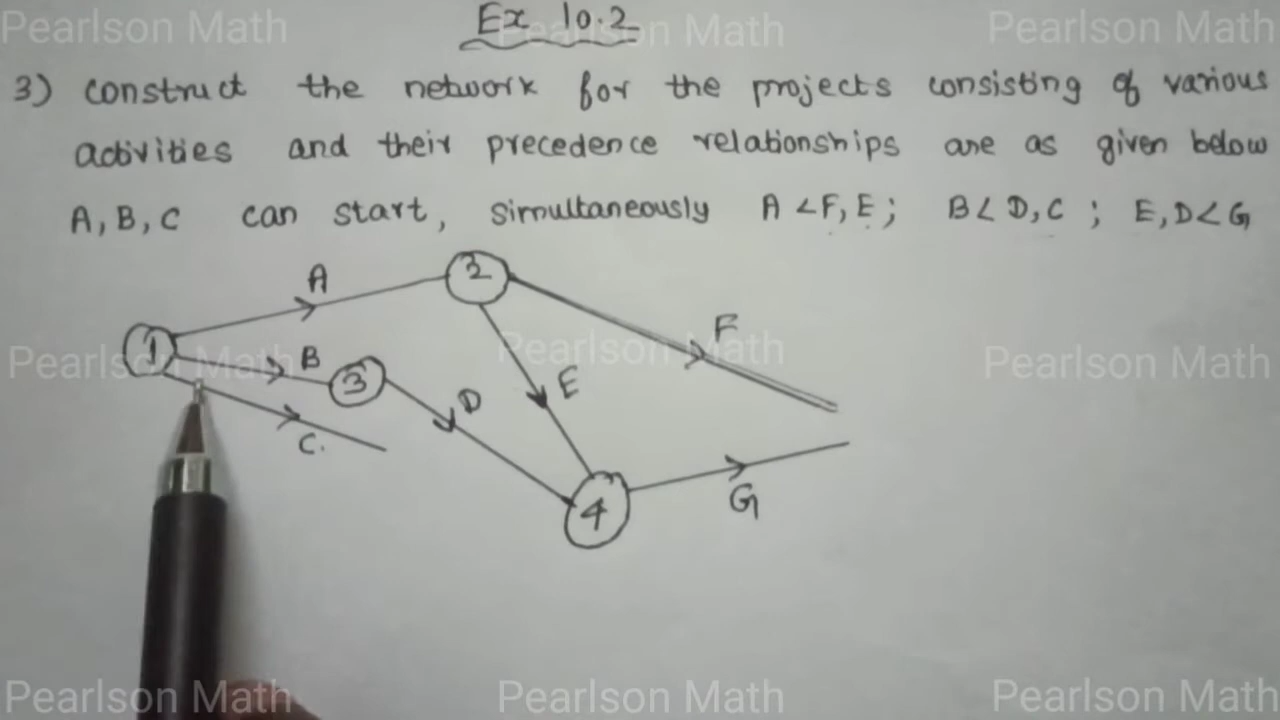 Pearlson Math Pearlson Math Pearlson Math
Ex 10.2
3) construct the network for the projects consisting of various
activities and their precedence relationships are as given below
A, B, C can start, simultaneously A <F, E; B< D, C ; E, D<G
A
2
F
1
B
3
E
D
C.
Pearlson Math Pearlson Math Pearlson Math
4
G
Pearlson Math Pearlson Math Pearlson Math